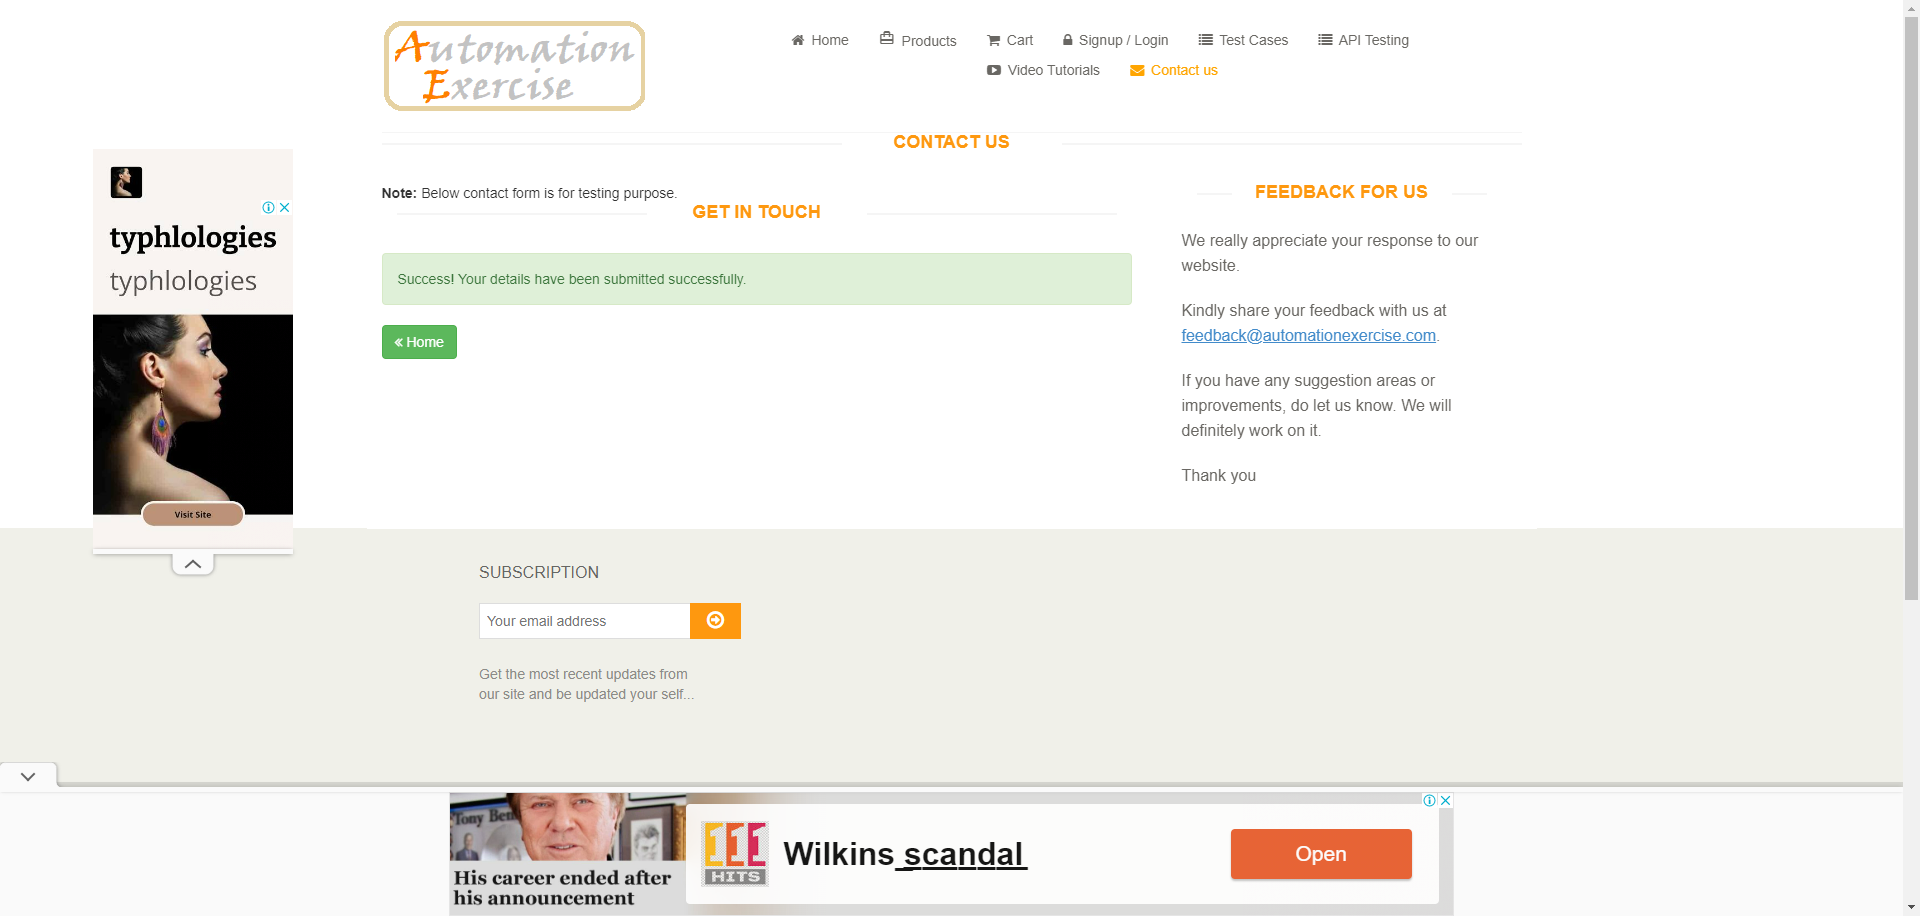 Automation
Exercise
Home
Products
Cart
Signup / Login
Test Cases
API Testing
Video Tutorials
Contact us
CONTACT US
Note: Below contact form is for testing purpose.
GET IN TOUCH
Success! Your details have been submitted successfully.
« Home
FEEDBACK FOR US
We really appreciate your response to our
website.
Kindly share your feedback with us at
feedback@automationexercise.com.
If you have any suggestion areas or
improvements, do let us know. We will
definitely work on it.
Thank you
typhlologies
typhlologies
Visit Site
SUBSCRIPTION
Your email address
Get the most recent updates from
our site and be updated your self...
Tony Ben
His career ended after
his announcement
111
HITS
Wilkins scandal
Open